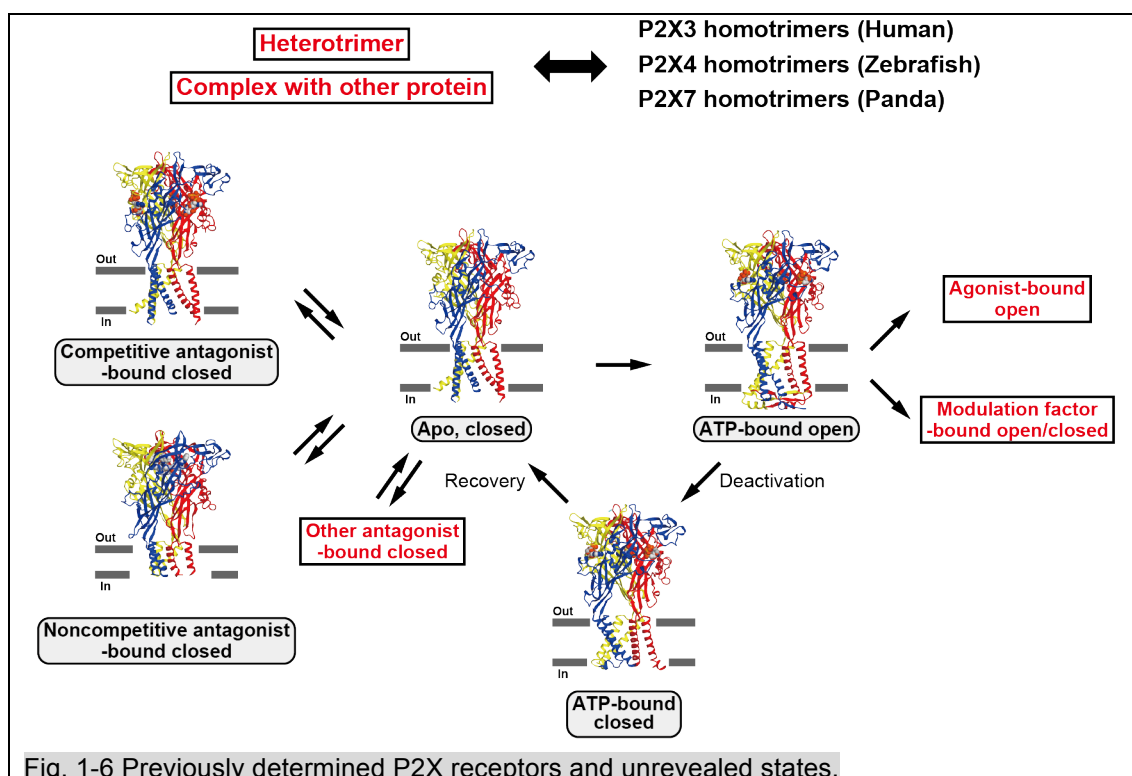 Heterotrimer
Complex with other protein
P2X3 homotrimers (Human)
P2X4 homotrimers (Zebrafish)
P2X7 homotrimers (Panda)
Out
In
Competitive antagonist
-bound closed
Out
In
Apo, closed
Out
In
ATP-bound open
Agonist-bound
open
Modulation factor
-bound open/closed
Out
In
Noncompetitive antagonist
-bound closed
Other antagonist
-bound closed
Recovery
Deactivation
Out
In
ATP-bound
closed
Fig. 1-6 Previously determined P2X receptors and unrevealed states.